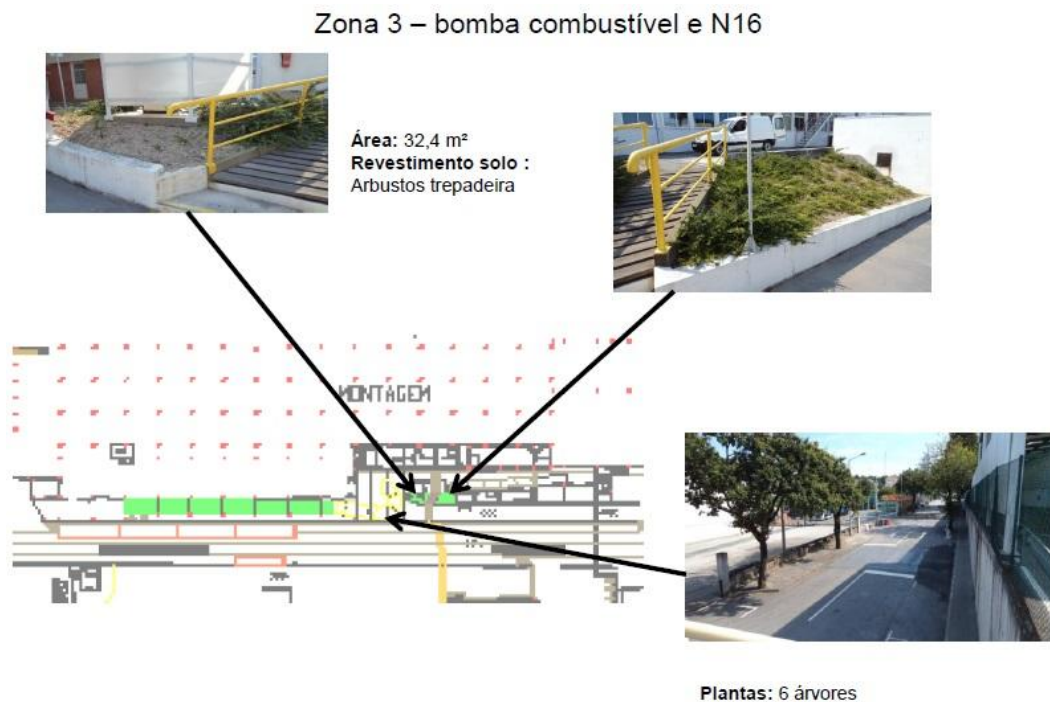 Zona 3 – bomba combustível e N16
Área: 32,4 m²
Revestimento solo :
Arbustos trepadeira
MONTAGEM
Plantas: 6 árvores